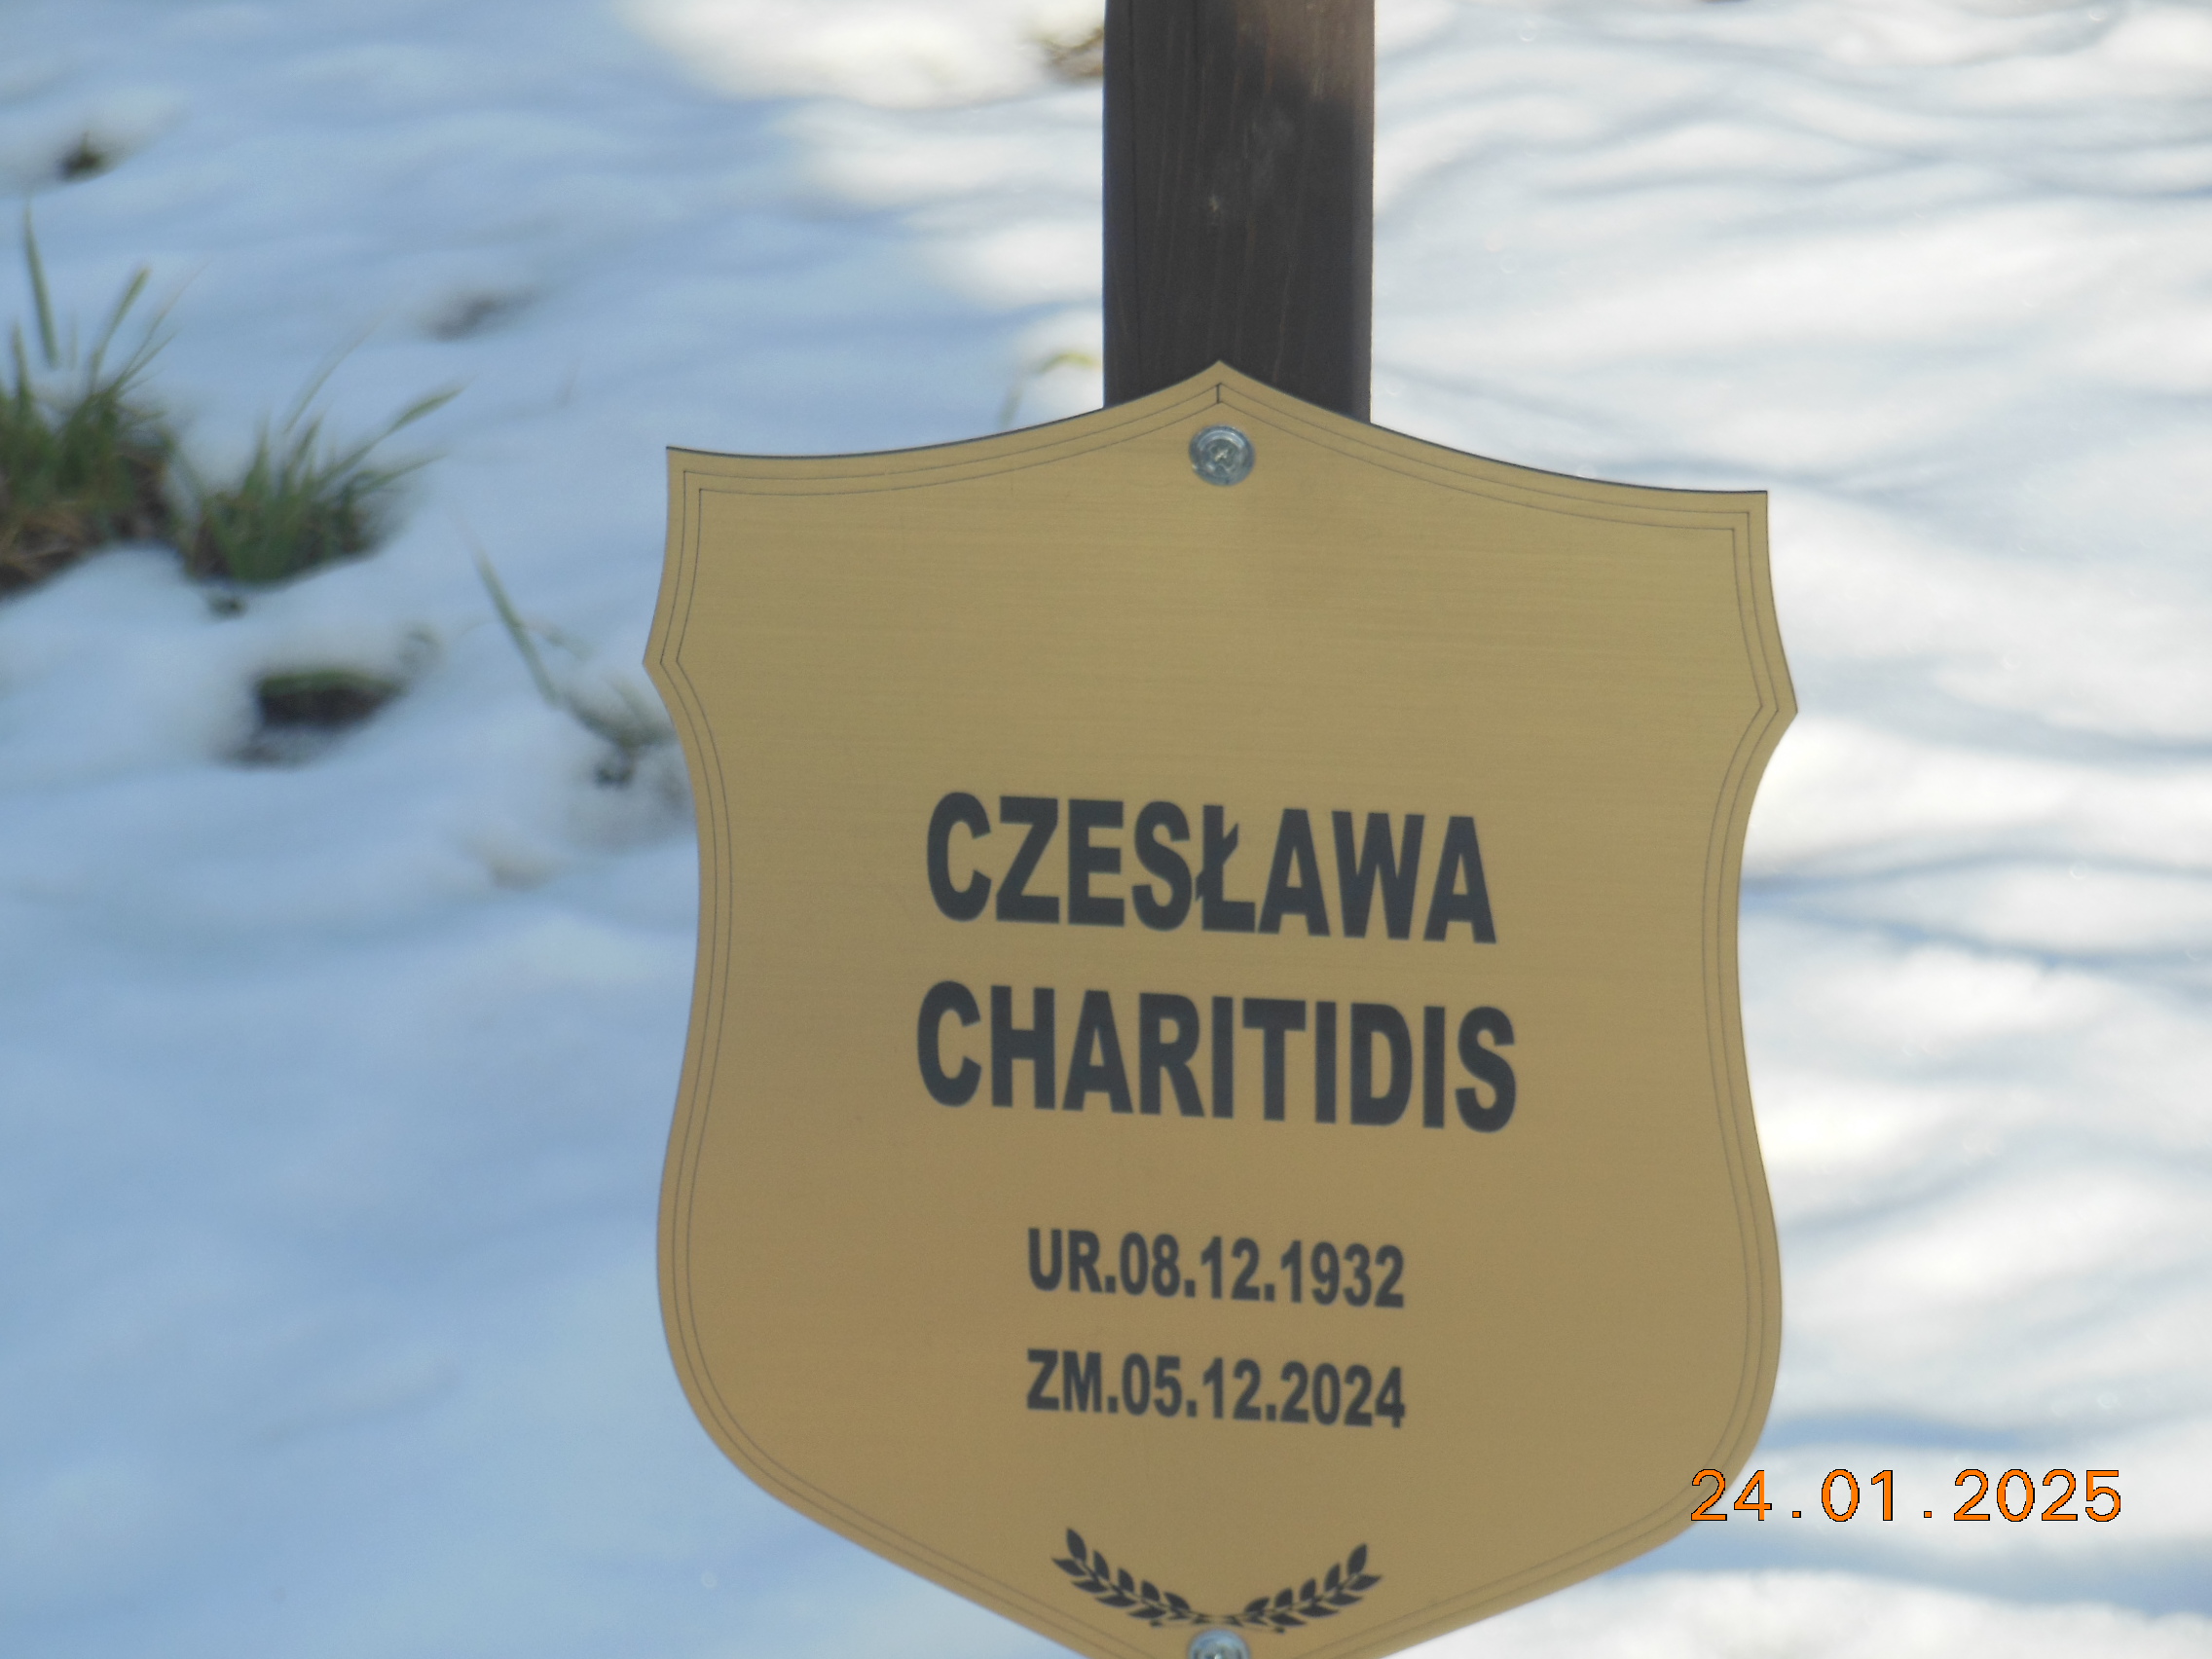 CZESŁAWA
CHARITIDIS
UR.08.12.1932
ZM.05.12.2024
24.01.2025